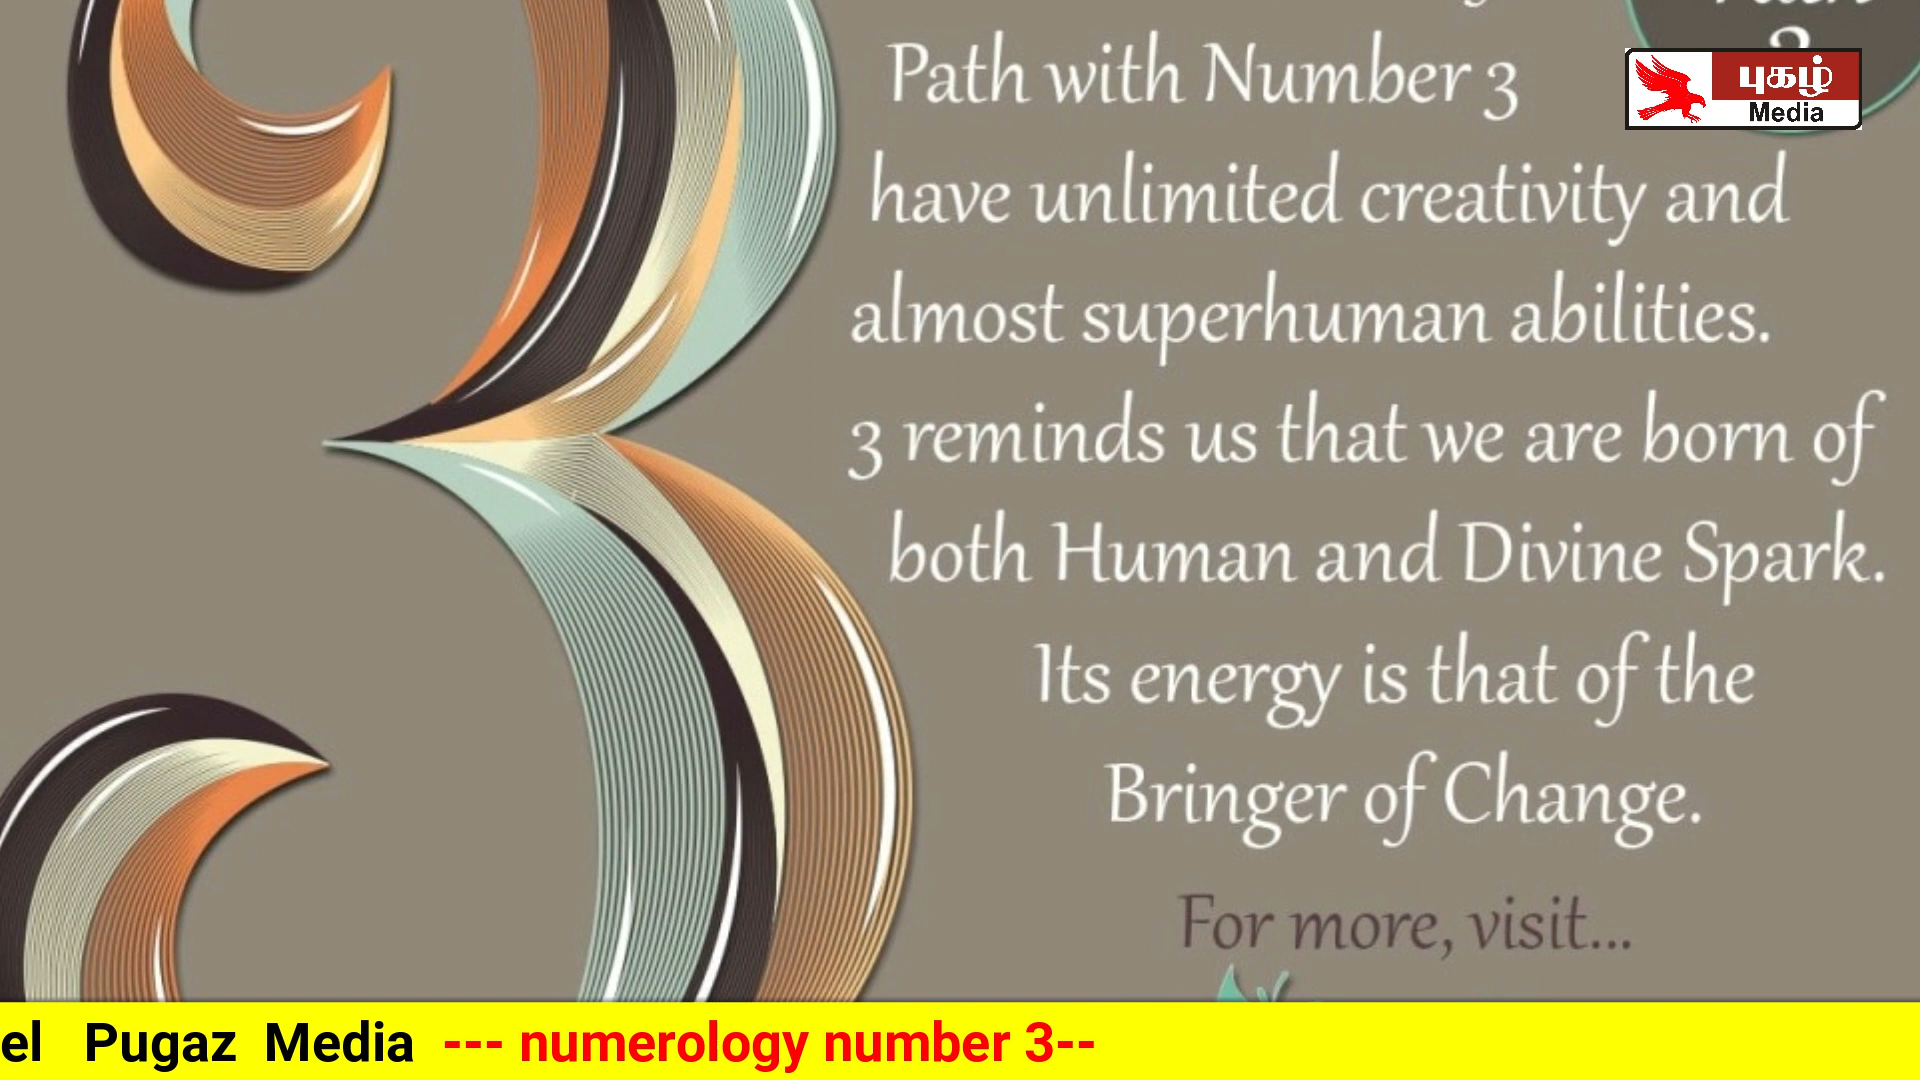 Path with Number 3
have unlimited creativity and
almost superhuman abilities.
3 reminds us that we are born of
both Human and Divine Spark.
Its energy is that of the
Bringer of Change.
For more, visit...
புகழ்
Media
el Pugaz Media --- numerology number 3--